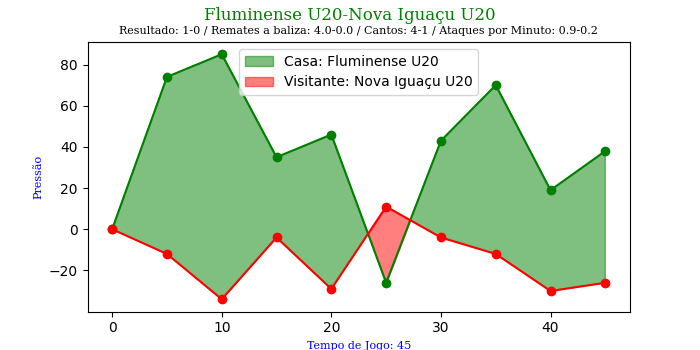 Fluminense U20-Nova Iguaçu U20
Resultado: 1-0 / Remates a baliza: 4.0-0.0 / Cantos: 4-1 / Ataques por Minuto: 0.9-0.2
Casa: Fluminense U20
Visitante: Nova Iguaçu U20
Pressão
80
60
40
20
0
−20
0 10 20 30 40
Tempo de Jogo: 45